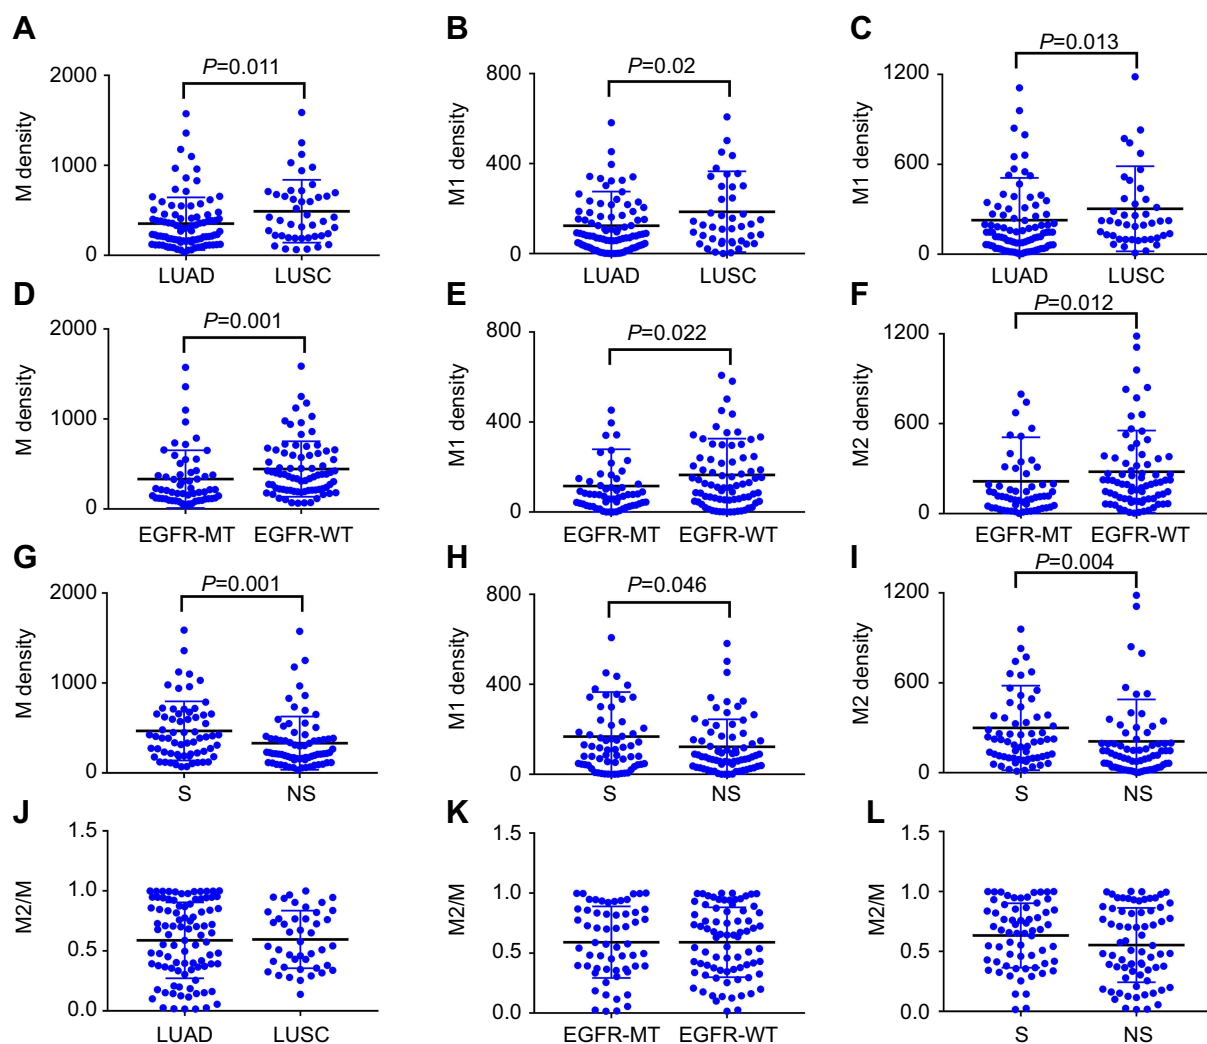 A
P=0.011
M density
2000
1000
0
LUAD LUSC
B
P=0.02
M1 density
800
400
0
LUAD LUSC
C
P=0.013
M1 density
1200
600
0
LUAD LUSC
D
P=0.001
M density
2000
1000
0
EGFR-MT EGFR-WT
E
P=0.022
M1 density
800
400
0
EGFR-MT EGFR-WT
F
P=0.012
M2 density
1200
600
0
EGFR-MT EGFR-WT
G
P=0.001
M density
2000
1000
0
S NS
H
P=0.046
M1 density
800
400
0
S NS
I
P=0.004
M2 density
1200
600
0
S NS
J
M2/M
1.5
1.0
0.5
0.0
LUAD LUSC
K
M2/M
1.5
1.0
0.5
0.0
EGFR-MT EGFR-WT
L
M2/M
1.5
1.0
0.5
0.0
S NS